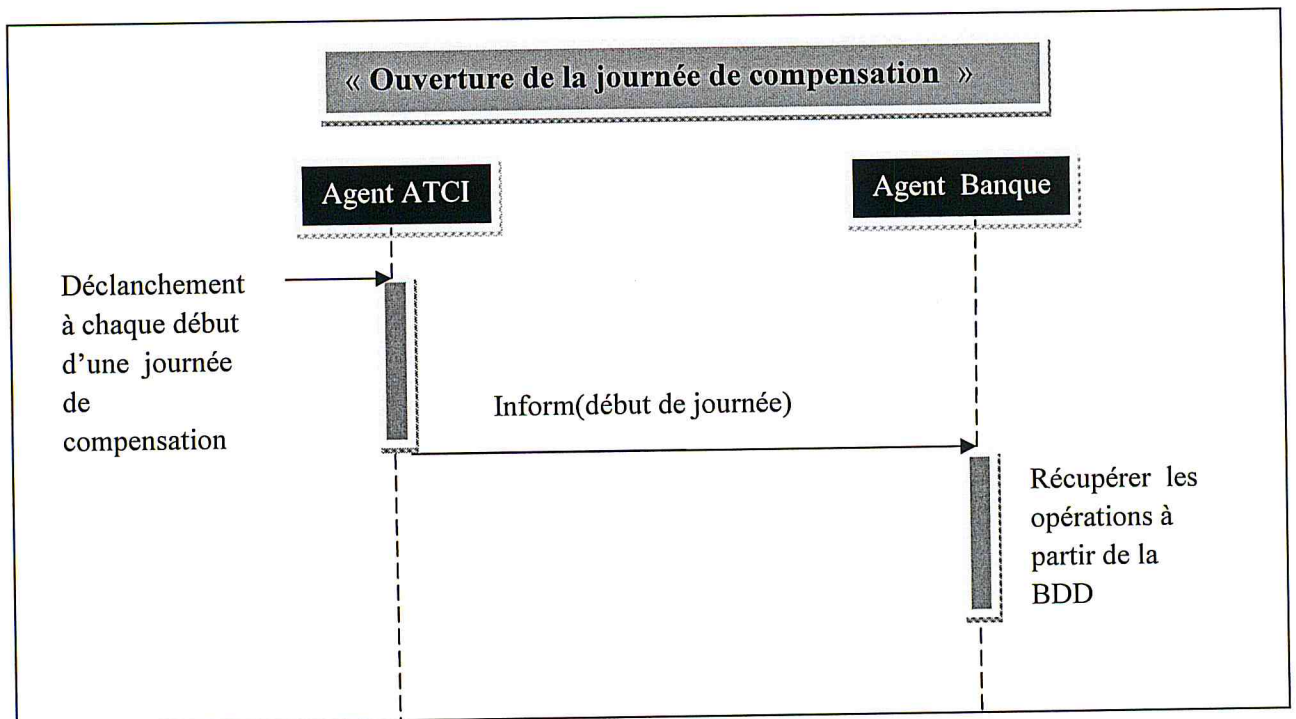 « Ouverture de la journée de compensation »
Agent ATCI
Agent Banque
Déclanchement
à chaque début
d'une journée
de
compensation
Inform(début de journée)
Récupérer les
opérations à
partir de la
BDD